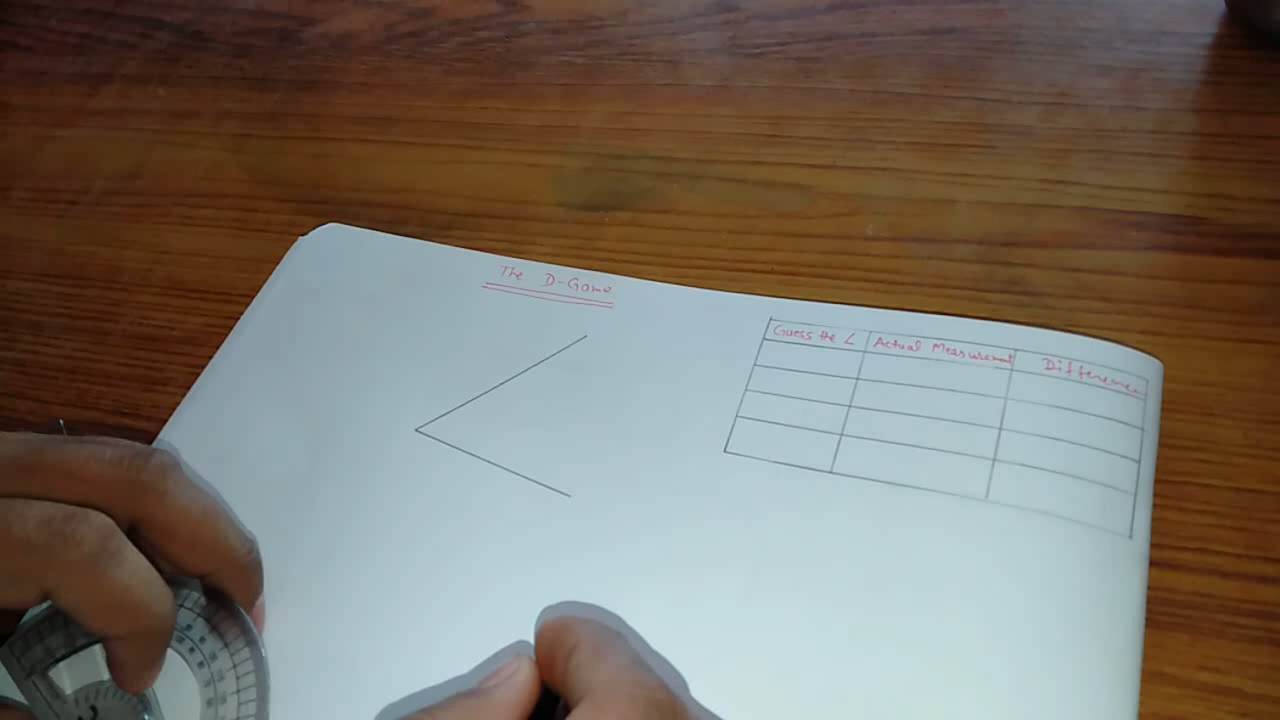 The D-Game
Guess the ∠ Actual Measurement Difference